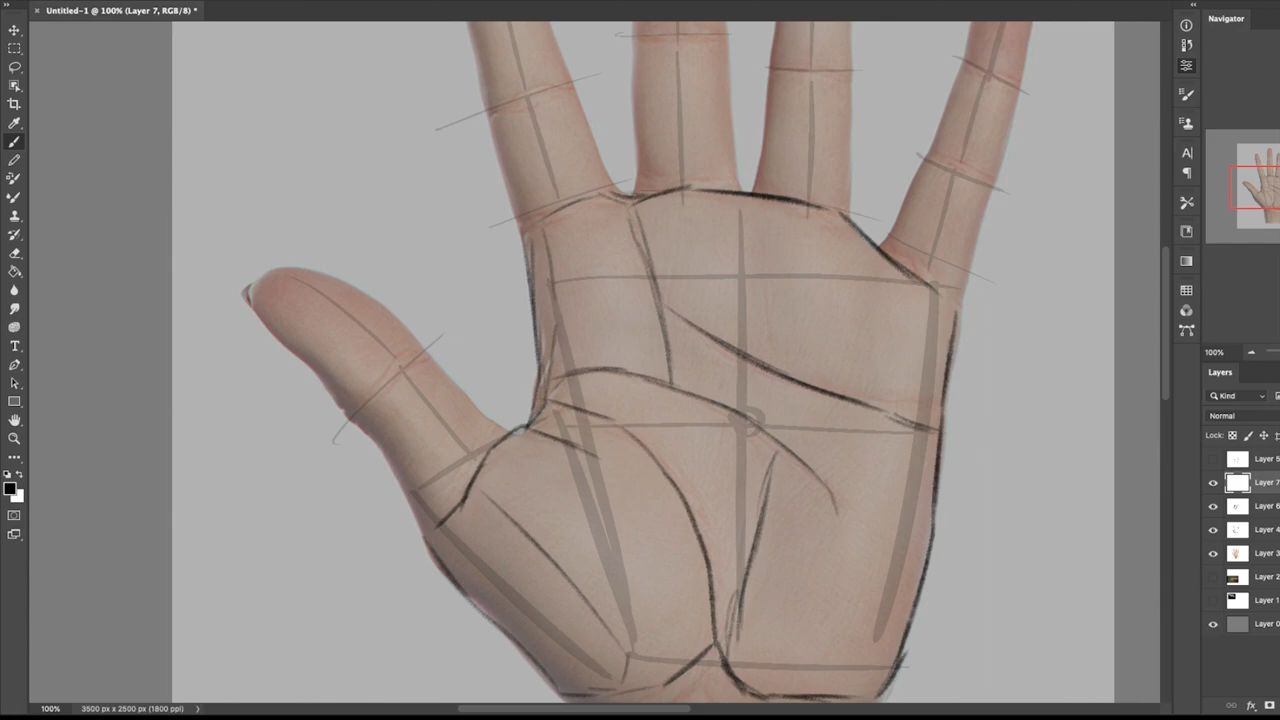 Untitled-1 @ 100% (Layer 7, RGB/8) *
Navigator
100%
Layers
Kind
Normal
Lock:
Layer 5
Layer 7
Layer 6
Layer 4
Layer 3
Layer 2
Layer 1
Layer 0
fx
100%
3500 px x 2500 px (1800 ppi)